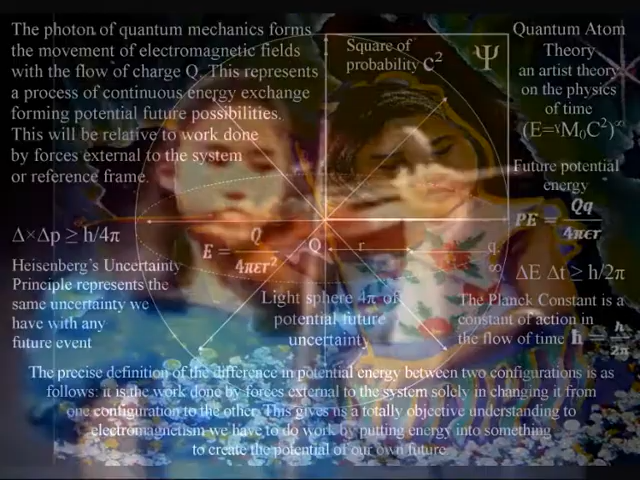 The photon of quantum mechanics forms
the movement of electromagnetic fields
with the flow of charge Q. This represents
a process of continuous energy exchange
forming potential future possibilities.
This will be relative to work done
by forces external to the system
or reference frame.
Square of
probability c²
Ψ
Quantum Atom
Theory
an artist theory
on the physics
of time
(E=ˠM₀C²)∞
Future potential
energy
PE = Qq/4πεr
Δ×Δp ≥ h/4π
E = Q/4πεr²
Q
r
q
∞
ΔE Δt ≥ h/2π
Heisenberg's Uncertainty
Principle represents the
same uncertainty we
have with any
future event
Light sphere 4π of
potential future
uncertainty
The Planck Constant is a
constant of action in
the flow of time ħ = h/2π
The precise definition of the difference in potential energy between two configurations is as
follows: it is the work done by forces external to the system solely in changing it from
one configuration to the other. This gives us a totally objective understanding to
electromagnetism we have to do work by putting energy into something
to create the potential of our own future